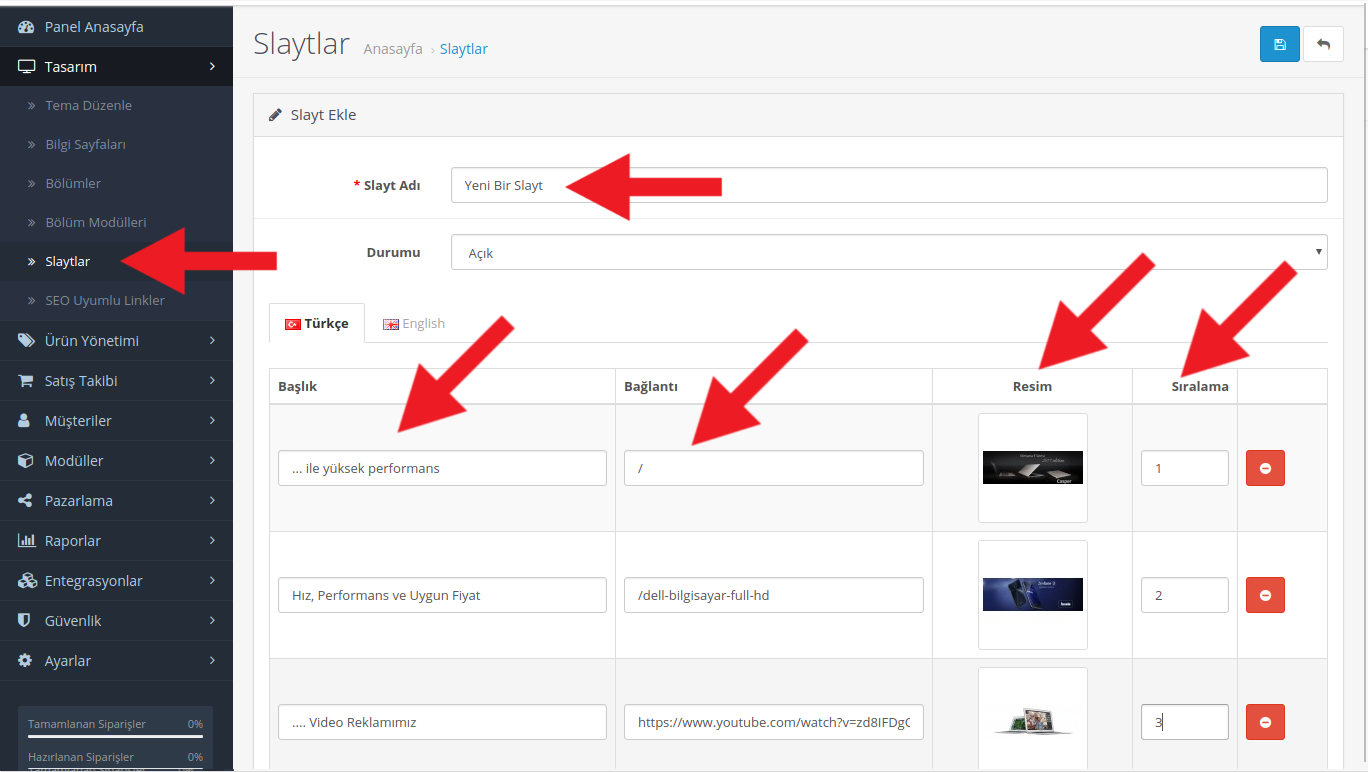 Panel Anasayfa
Tasarım
Tema Düzenle
Bilgi Sayfaları
Bölümler
Bölüm Modülleri
Slaytlar
SEO Uyumlu Linkler
Ürün Yönetimi
Satış Takibi
Müşteriler
Modüller
Pazarlama
Raporlar
Entegrasyonlar
Güvenlik
Ayarlar
Tamamlanan Siparişler 0%
Hazırlanan Siparişler 0%
Slaytlar Anasayfa › Slaytlar
Slayt Ekle
* Slayt Adı Yeni Bir Slayt
Durumu Açık
Türkçe English
Başlık Bağlantı Resim Sıralama
... ile yüksek performans / 1
Casper
Hız, Performans ve Uygun Fiyat /dell-bilgisayar-full-hd 2
.... Video Reklamımız https://www.youtube.com/watch?v=zd8IFDgC 3